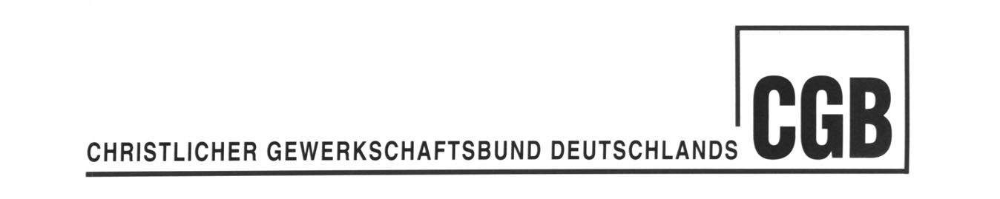 CHRISTLICHER GEWERKSCHAFTSBUND DEUTSCHLANDS
CGB